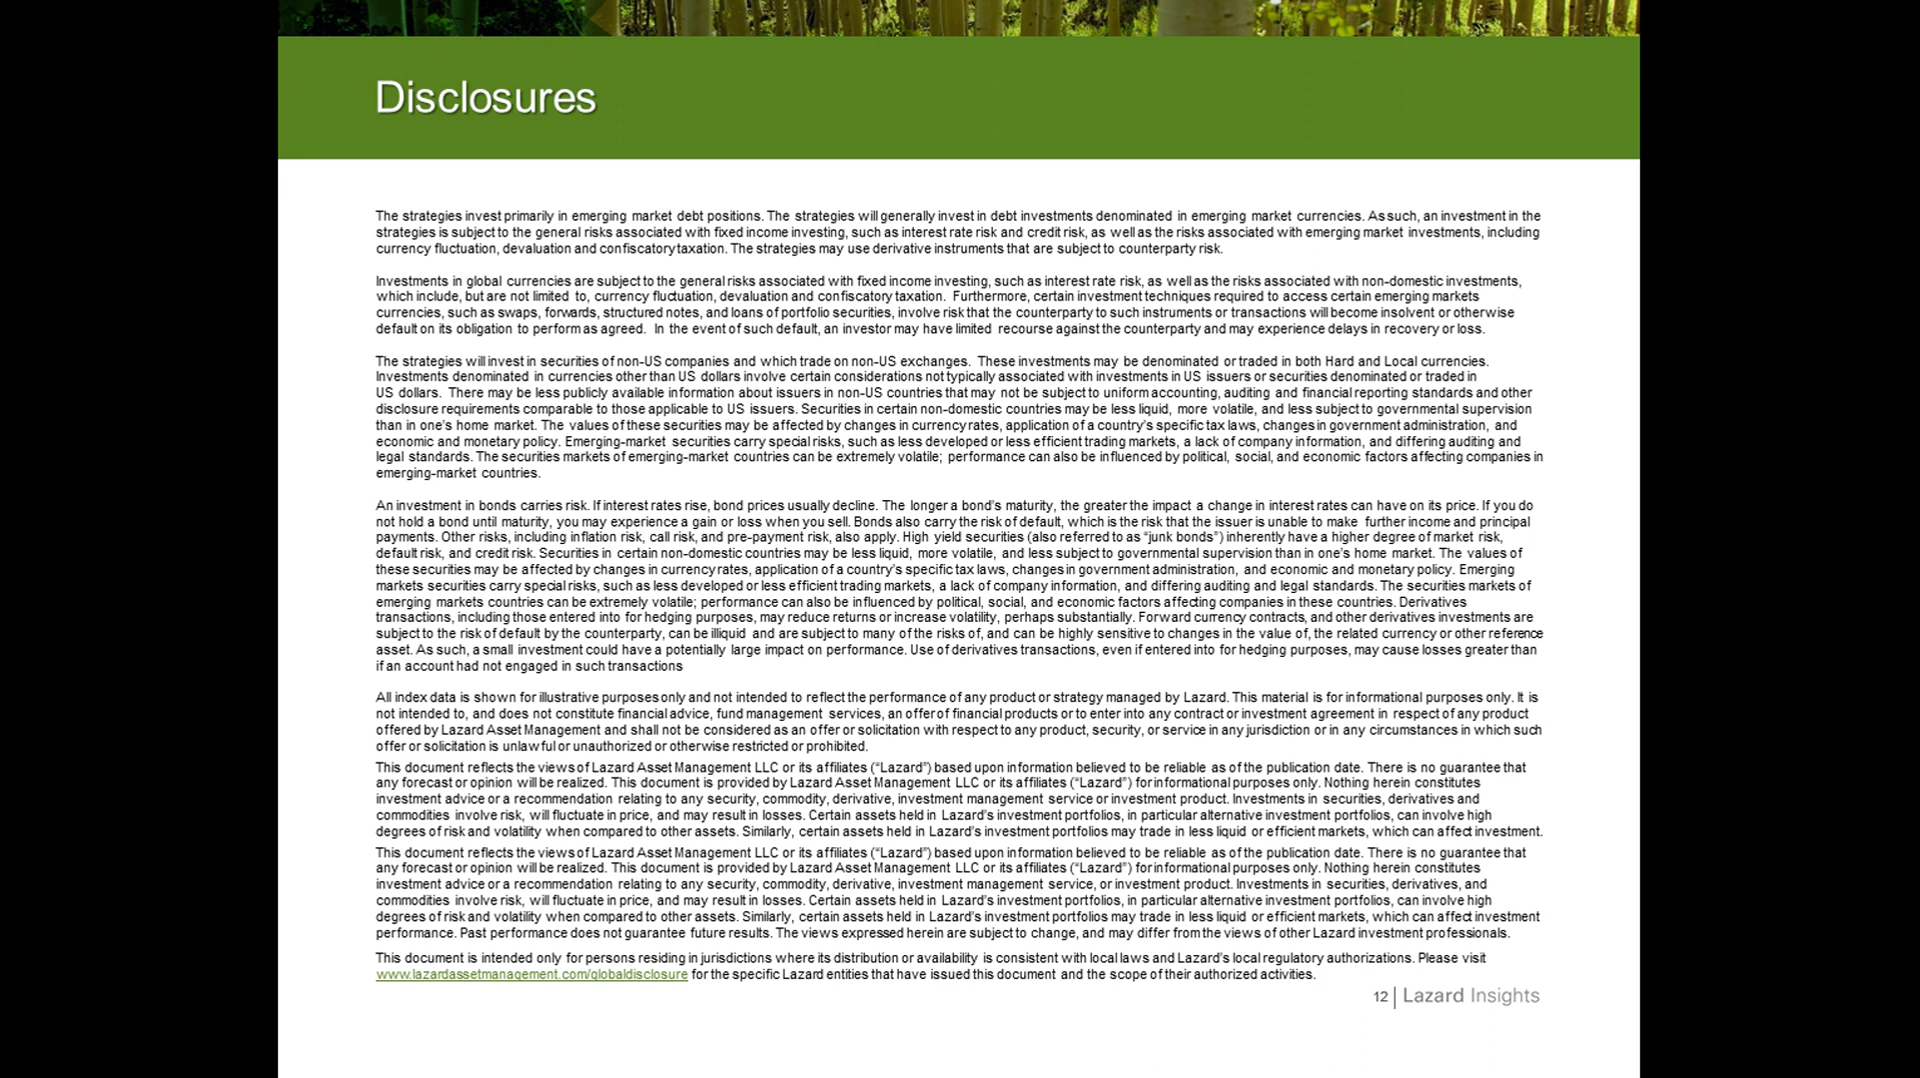 Disclosures
The strategies invest primarily in emerging market debt positions. The strategies will generally invest in debt investments denominated in emerging market currencies. As such, an investment in the
strategies is subject to the general risks associated with fixed income investing, such as interest rate risk and credit risk, as well as the risks associated with emerging market investments, including
currency fluctuation, devaluation and confiscatory taxation. The strategies may use derivative instruments that are subject to counterparty risk.
Investments in global currencies are subject to the general risks associated with fixed income investing, such as interest rate risk, as well as the risks associated with non-domestic investments,
which include, but are not limited to, currency fluctuation, devaluation and confiscatory taxation. Furthermore, certain investment techniques required to access certain emerging markets
currencies, such as swaps, forwards, structured notes, and loans of portfolio securities, involve risk that the counterparty to such instruments or transactions will become insolvent or otherwise
default on its obligation to perform as agreed. In the event of such default, an investor may have limited recourse against the counterparty and may experience delays in recovery or loss.
The strategies will invest in securities of non-US companies and which trade on non-US exchanges. These investments may be denominated or traded in both Hard and Local currencies.
Investments denominated in currencies other than US dollars involve certain considerations not typically associated with investments in US issuers or securities denominated or traded in
US dollars. There may be less publicly available information about issuers in non-US countries that may not be subject to uniform accounting, auditing and financial reporting standards and other
disclosure requirements comparable to those applicable to US issuers. Securities in certain non-domestic countries may be less liquid, more volatile, and less subject to governmental supervision
than in one’s home market. The values of these securities may be affected by changes in currency rates, application of a country’s specific tax laws, changes in government administration, and
economic and monetary policy. Emerging-market securities carry special risks, such as less developed or less efficient trading markets, a lack of company information, and differing auditing and
legal standards. The securities markets of emerging-market countries can be extremely volatile; performance can also be influenced by political, social, and economic factors affecting companies in
emerging-market countries.
An investment in bonds carries risk. If interest rates rise, bond prices usually decline. The longer a bond’s maturity, the greater the impact a change in interest rates can have on its price. If you do
not hold a bond until maturity, you may experience a gain or loss when you sell. Bonds also carry the risk of default, which is the risk that the issuer is unable to make further income and principal
payments. Other risks, including inflation risk, call risk, and pre-payment risk, also apply. High yield securities (also referred to as “junk bonds”) inherently have a higher degree of market risk,
default risk, and credit risk. Securities in certain non-domestic countries may be less liquid, more volatile, and less subject to governmental supervision than in one’s home market. The values of
these securities may be affected by changes in currency rates, application of a country’s specific tax laws, changes in government administration, and economic and monetary policy. Emerging
markets securities carry special risks, such as less developed or less efficient trading markets, a lack of company information, and differing auditing and legal standards. The securities markets of
emerging markets countries can be extremely volatile; performance can also be influenced by political, social, and economic factors affecting companies in these countries. Derivatives
transactions, including those entered into for hedging purposes, may reduce returns or increase volatility, perhaps substantially. Forward currency contracts, and other derivatives investments are
subject to the risk of default by the counterparty, can be illiquid and are subject to many of the risks of, and can be highly sensitive to changes in the value of, the related currency or other reference
asset. As such, a small investment could have a potentially large impact on performance. Use of derivatives transactions, even if entered into for hedging purposes, may cause losses greater than
if an account had not engaged in such transactions
All index data is shown for illustrative purposes only and not intended to reflect the performance of any product or strategy managed by Lazard. This material is for informational purposes only. It is
not intended to, and does not constitute financial advice, fund management services, an offer of financial products or to enter into any contract or investment agreement in respect of any product
offered by Lazard Asset Management and shall not be considered as an offer or solicitation with respect to any product, security, or service in any jurisdiction or in any circumstances in which such
offer or solicitation is unlawful or unauthorized or otherwise restricted or prohibited.
This document reflects the views of Lazard Asset Management LLC or its affiliates (“Lazard”) based upon information believed to be reliable as of the publication date. There is no guarantee that
any forecast or opinion will be realized. This document is provided by Lazard Asset Management LLC or its affiliates (“Lazard”) for informational purposes only. Nothing herein constitutes
investment advice or a recommendation relating to any security, commodity, derivative, investment management service or investment product. Investments in securities, derivatives and
commodities involve risk, will fluctuate in price, and may result in losses. Certain assets held in Lazard’s investment portfolios, in particular alternative investment portfolios, can involve high
degrees of risk and volatility when compared to other assets. Similarly, certain assets held in Lazard’s investment portfolios may trade in less liquid or efficient markets, which can affect investment.
This document reflects the views of Lazard Asset Management LLC or its affiliates (“Lazard”) based upon information believed to be reliable as of the publication date. There is no guarantee that
any forecast or opinion will be realized. This document is provided by Lazard Asset Management LLC or its affiliates (“Lazard”) for informational purposes only. Nothing herein constitutes
investment advice or a recommendation relating to any security, commodity, derivative, investment management service, or investment product. Investments in securities, derivatives, and
commodities involve risk, will fluctuate in price, and may result in losses. Certain assets held in Lazard’s investment portfolios, in particular alternative investment portfolios, can involve high
degrees of risk and volatility when compared to other assets. Similarly, certain assets held in Lazard’s investment portfolios may trade in less liquid or efficient markets, which can affect investment
performance. Past performance does not guarantee future results. The views expressed herein are subject to change, and may differ from the views of other Lazard investment professionals.
This document is intended only for persons residing in jurisdictions where its distribution or availability is consistent with local laws and Lazard’s local regulatory authorizations. Please visit
www.lazardassetmanagement.com/globaldisclosure for the specific Lazard entities that have issued this document and the scope of their authorized activities.
12 | Lazard Insights